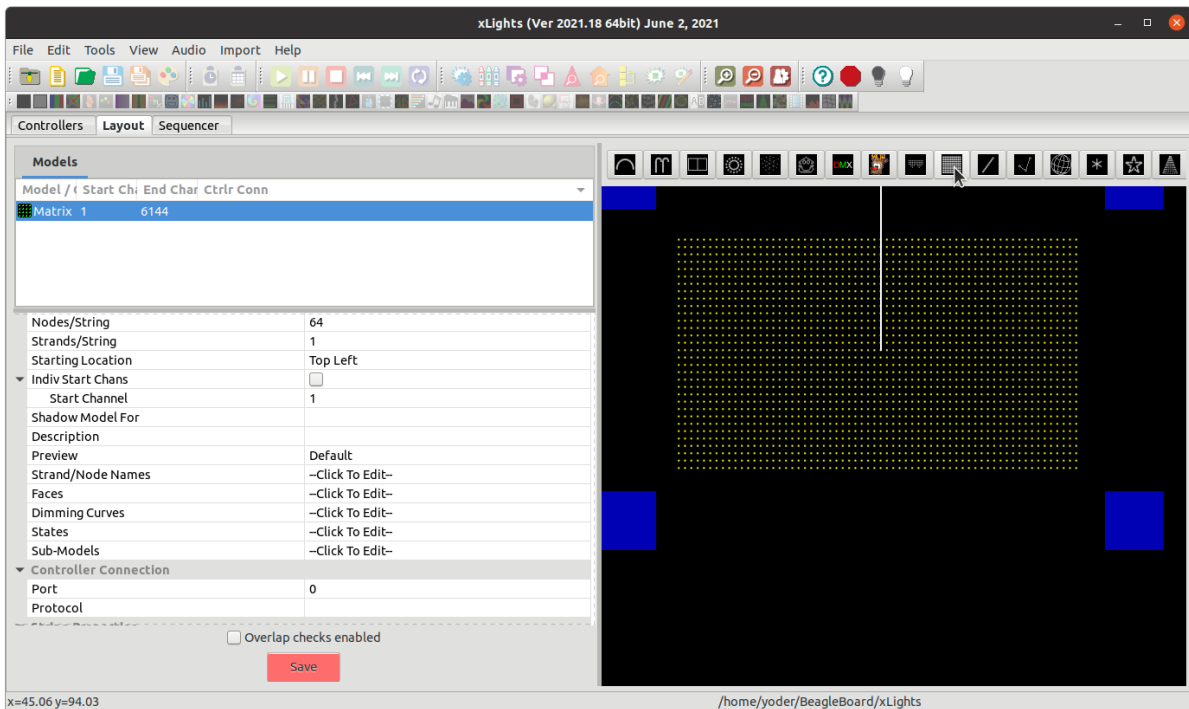 xLights (Ver 2021.18 64bit) June 2, 2021
File Edit Tools View Audio Import Help
Controllers Layout Sequencer
Models
Model / ( Start Cha End Char Ctrlr Conn
Matrix 1 6144
DMX
Nodes/String 64
Strands/String 1
Starting Location Top Left
Indiv Start Chans
Start Channel 1
Shadow Model For
Description
Preview Default
Strand/Node Names --Click To Edit--
Faces --Click To Edit--
Dimming Curves --Click To Edit--
States --Click To Edit--
Sub-Models --Click To Edit--
Controller Connection
Port 0
Protocol
Overlap checks enabled
Save
x=45.06 y=94.03 /home/yoder/BeagleBoard/xLights